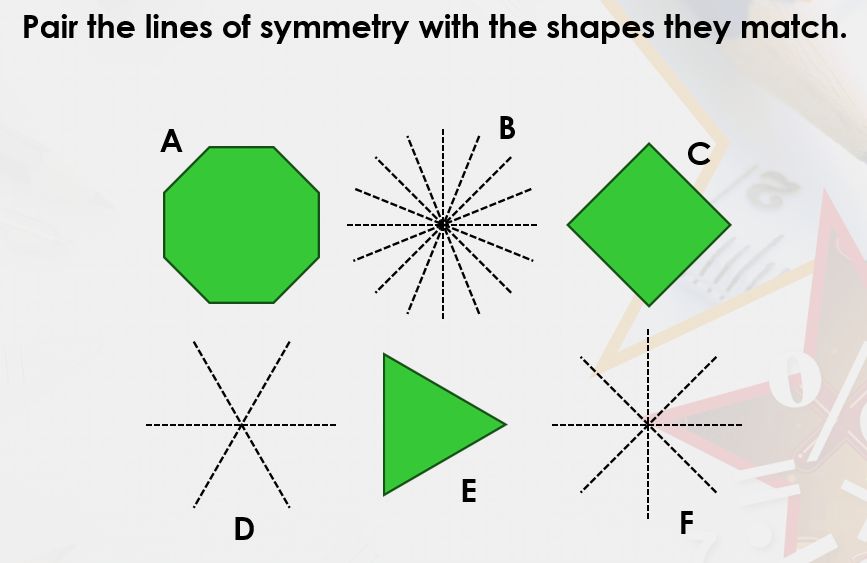 Pair the lines of symmetry with the shapes they match.
A
B
C
D
E
F